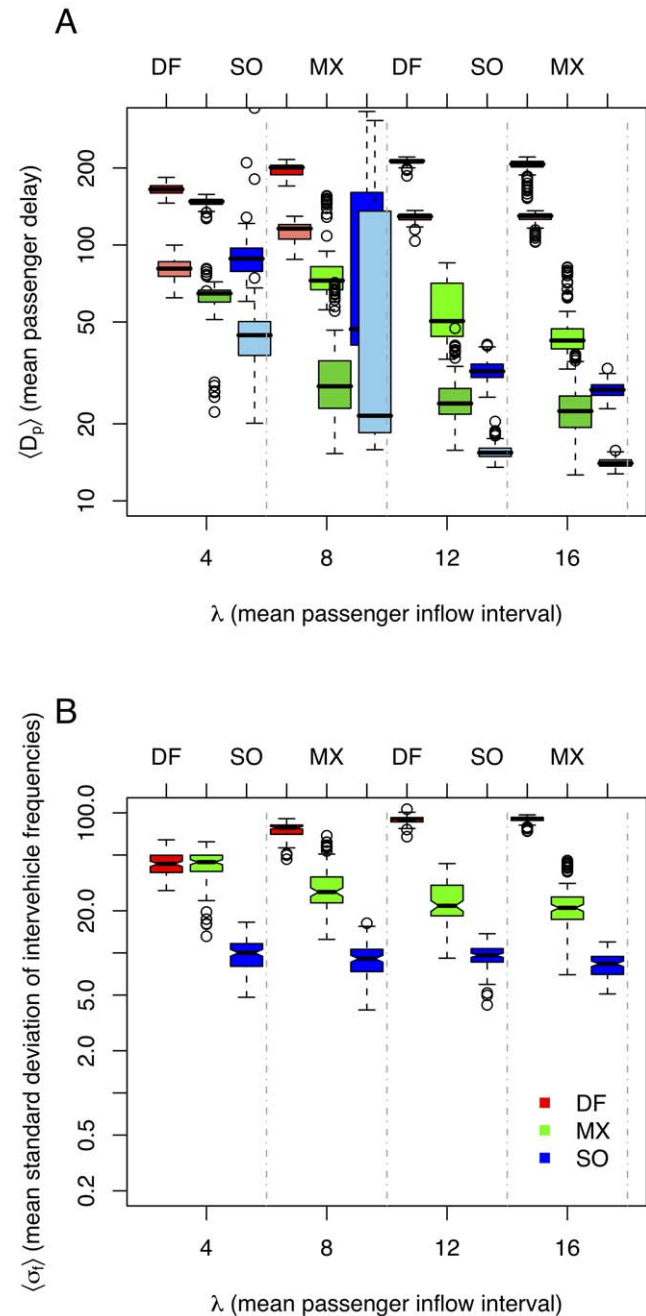 A
DF SO MX DF SO MX
200
100
50
20
10
⟨Dp⟩ (mean passenger delay)
4 8 12 16
λ (mean passenger inflow interval)
B
DF SO MX DF SO MX
100.0
20.0
5.0
2.0
0.5
0.2
⟨σf⟩ (mean standard deviation of intervehicle frequencies)
DF
MX
SO
4 8 12 16
λ (mean passenger inflow interval)